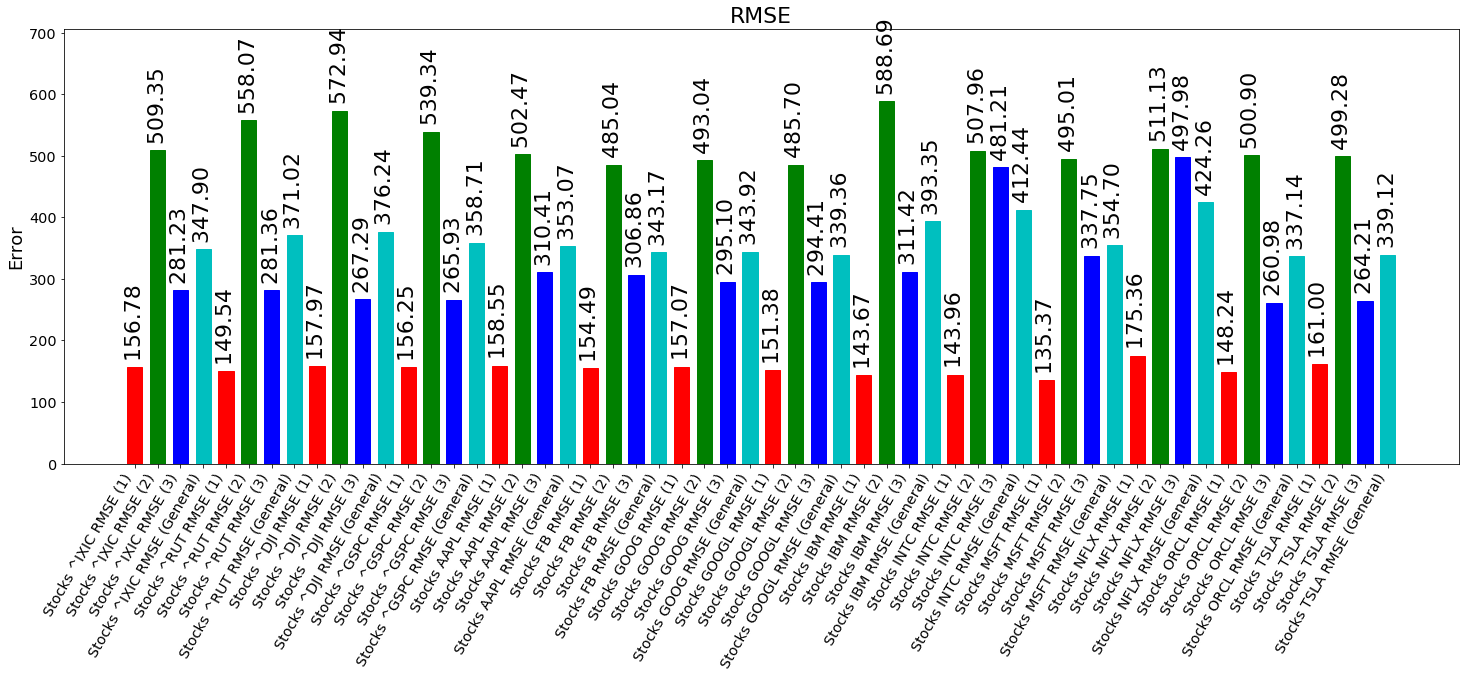 RMSE
Error
700
600
500
400
300
200
100
0
156.78
509.35
281.23
347.90
149.54
558.07
281.36
371.02
157.97
572.94
267.29
376.24
156.25
539.34
265.93
358.71
158.55
502.47
310.41
353.07
154.49
485.04
306.86
343.17
157.07
493.04
295.10
343.92
151.38
485.70
294.41
339.36
143.67
588.69
311.42
393.35
143.96
507.96
481.21
412.44
135.37
495.01
337.75
354.70
175.36
511.13
497.98
424.26
148.24
500.90
260.98
337.14
161.00
499.28
264.21
339.12
Stocks ^IXIC RMSE (1)
Stocks ^IXIC RMSE (2)
Stocks ^IXIC RMSE (3)
Stocks ^IXIC RMSE (General)
Stocks ^RUT RMSE (1)
Stocks ^RUT RMSE (2)
Stocks ^RUT RMSE (3)
Stocks ^RUT RMSE (General)
Stocks ^DJI RMSE (1)
Stocks ^DJI RMSE (2)
Stocks ^DJI RMSE (3)
Stocks ^DJI RMSE (General)
Stocks ^GSPC RMSE (1)
Stocks ^GSPC RMSE (2)
Stocks ^GSPC RMSE (3)
Stocks ^GSPC RMSE (General)
Stocks AAPL RMSE (1)
Stocks AAPL RMSE (2)
Stocks AAPL RMSE (3)
Stocks AAPL RMSE (General)
Stocks FB RMSE (1)
Stocks FB RMSE (2)
Stocks FB RMSE (3)
Stocks FB RMSE (General)
Stocks GOOG RMSE (1)
Stocks GOOG RMSE (2)
Stocks GOOG RMSE (3)
Stocks GOOG RMSE (General)
Stocks GOOGL RMSE (1)
Stocks GOOGL RMSE (2)
Stocks GOOGL RMSE (3)
Stocks GOOGL RMSE (General)
Stocks IBM RMSE (1)
Stocks IBM RMSE (2)
Stocks IBM RMSE (3)
Stocks IBM RMSE (General)
Stocks INTC RMSE (1)
Stocks INTC RMSE (2)
Stocks INTC RMSE (3)
Stocks INTC RMSE (General)
Stocks MSFT RMSE (1)
Stocks MSFT RMSE (2)
Stocks MSFT RMSE (3)
Stocks MSFT RMSE (General)
Stocks NFLX RMSE (1)
Stocks NFLX RMSE (2)
Stocks NFLX RMSE (3)
Stocks NFLX RMSE (General)
Stocks ORCL RMSE (1)
Stocks ORCL RMSE (2)
Stocks ORCL RMSE (3)
Stocks ORCL RMSE (General)
Stocks TSLA RMSE (1)
Stocks TSLA RMSE (2)
Stocks TSLA RMSE (3)
Stocks TSLA RMSE (General)